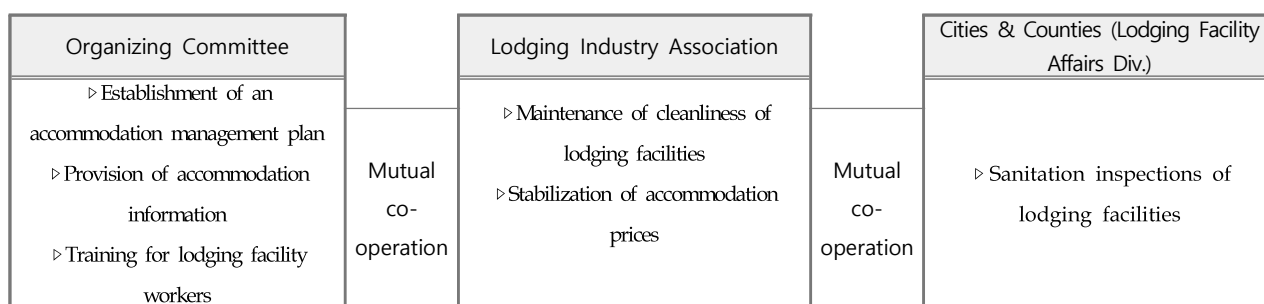 Organizing Committee
▷Establishment of an
accommodation management plan
▷Provision of accommodation
information
▷Training for lodging facility
workers
Mutual
co-
operation
Lodging Industry Association
▷Maintenance of cleanliness of
lodging facilities
▷Stabilization of accommodation
prices
Mutual
co-
operation
Cities & Counties (Lodging Facility
Affairs Div.)
▷ Sanitation inspections of
lodging facilities